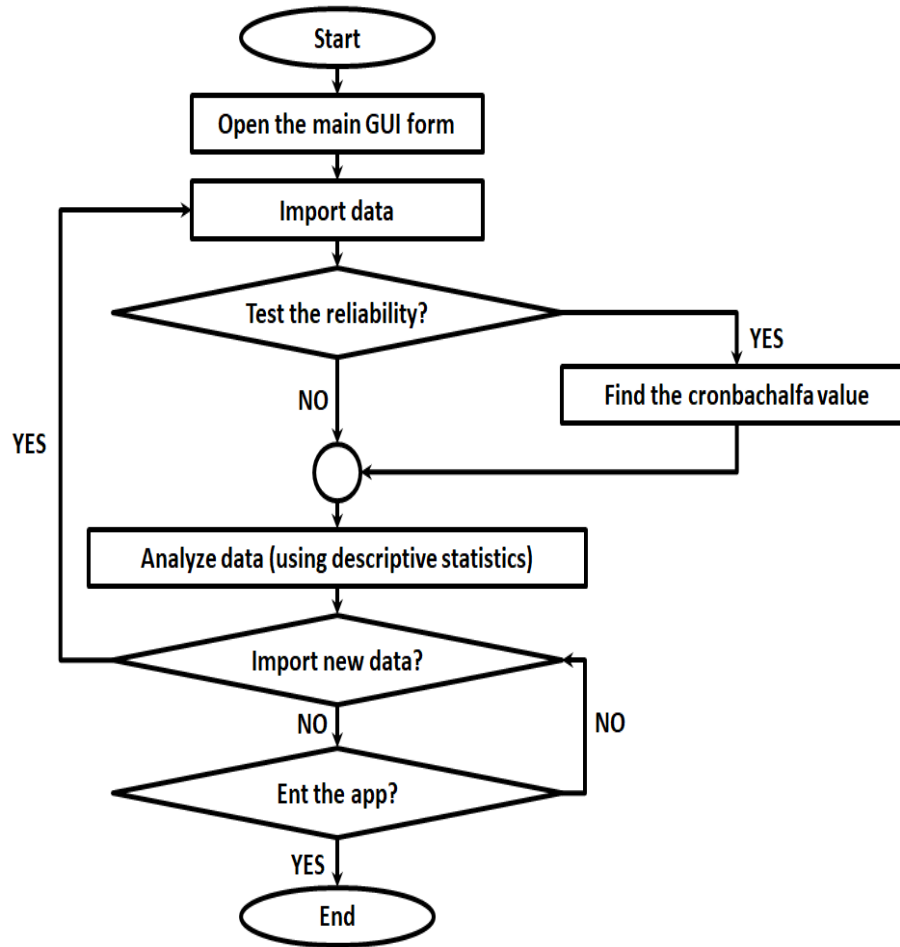 Start
Open the main GUI form
Import data
Test the reliability?
YES
NO
Find the cronbachalfa value
YES
Analyze data (using descriptive statistics)
Import new data?
NO
NO
Ent the app?
YES
End